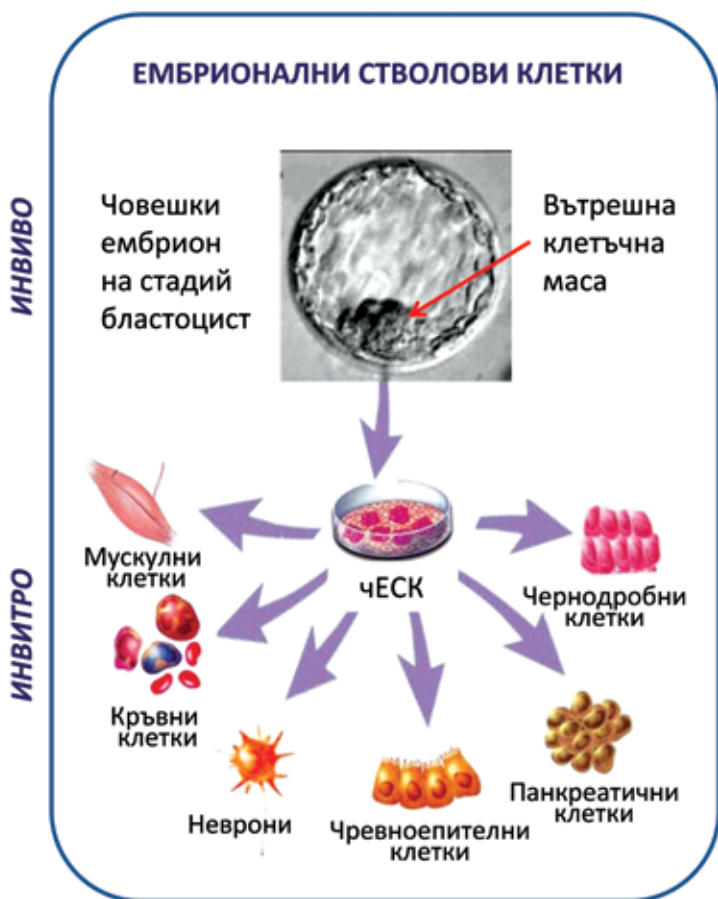 ЕМБРИОНАЛНИ СТВОЛОВИ КЛЕТКИ
ИНВИВО
Човешки
ембрион
на стадий
бластоцист
Вътрешна
клетъчна
маса
ИНВИТРО
Мускулни
клетки
чЕСК
Чернодробни
клетки
Кръвни
клетки
Неврони
Чревноепителни
клетки
Панкреатични
клетки